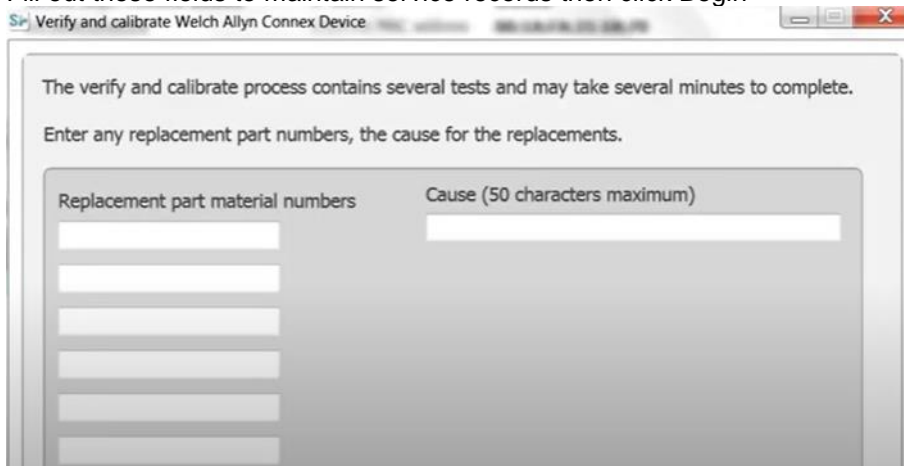 Verify and calibrate Welch Allyn Connex Device
The verify and calibrate process contains several tests and may take several minutes to complete.
Enter any replacement part numbers, the cause for the replacements.
Replacement part material numbers
Cause (50 characters maximum)